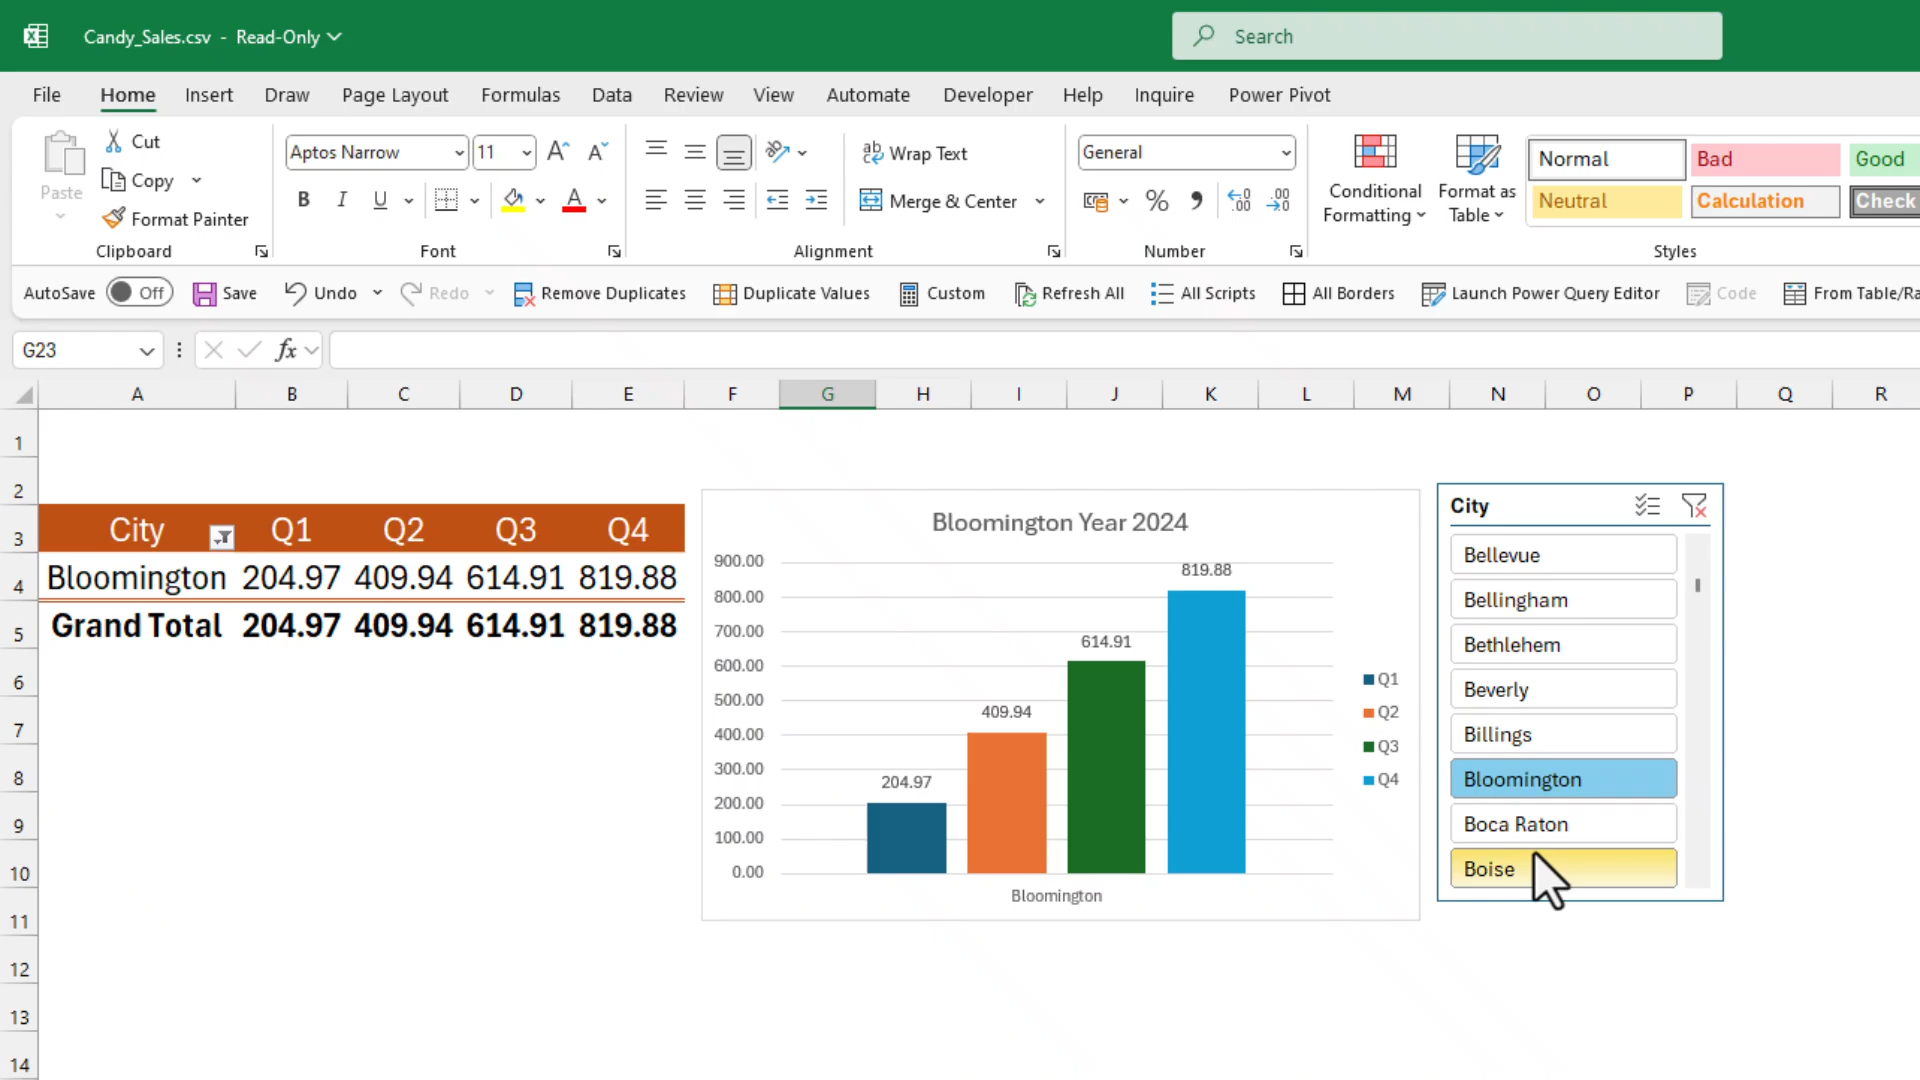 Candy_Sales.csv - Read-Only
Search
File Home Insert Draw Page Layout Formulas Data Review View Automate Developer Help Inquire Power Pivot
Paste
Cut
Copy
Format Painter
Clipboard
Aptos Narrow 11
B I U
Font
Wrap Text
Merge & Center
Alignment
General
Number
Conditional Formatting
Format as Table
Normal Bad Good
Neutral Calculation Check
Styles
AutoSave Off Save Undo Redo Remove Duplicates Duplicate Values Custom Refresh All All Scripts All Borders Launch Power Query Editor Code From Table/Ra
G23 fx
A B C D E F G H I J K L M N O P Q R
1
2
3
4
5
6
7
8
9
10
11
12
13
14
City Q1 Q2 Q3 Q4
Bloomington 204.97 409.94 614.91 819.88
Grand Total 204.97 409.94 614.91 819.88
Bloomington Year 2024
900.00
800.00
700.00
600.00
500.00
400.00
300.00
200.00
100.00
0.00
204.97
409.94
614.91
819.88
Bloomington
Q1
Q2
Q3
Q4
City
Bellevue
Bellingham
Bethlehem
Beverly
Billings
Bloomington
Boca Raton
Boise